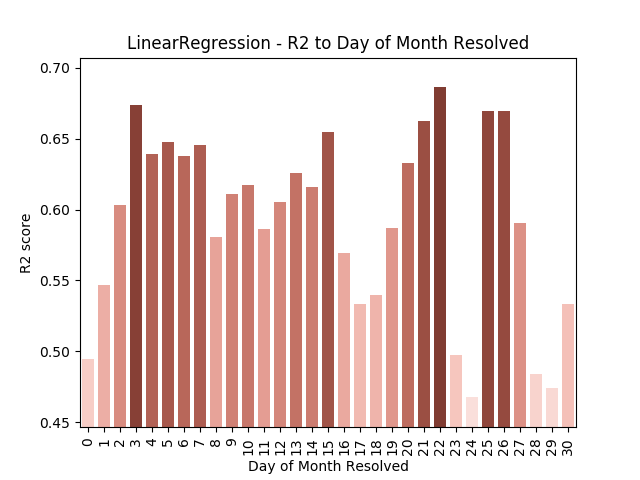 LinearRegression - R2 to Day of Month Resolved
0.70
0.65
0.60
0.55
0.50
0.45
R2 score
0 1 2 3 4 5 6 7 8 9 10 11 12 13 14 15 16 17 18 19 20 21 22 23 24 25 26 27 28 29 30
Day of Month Resolved